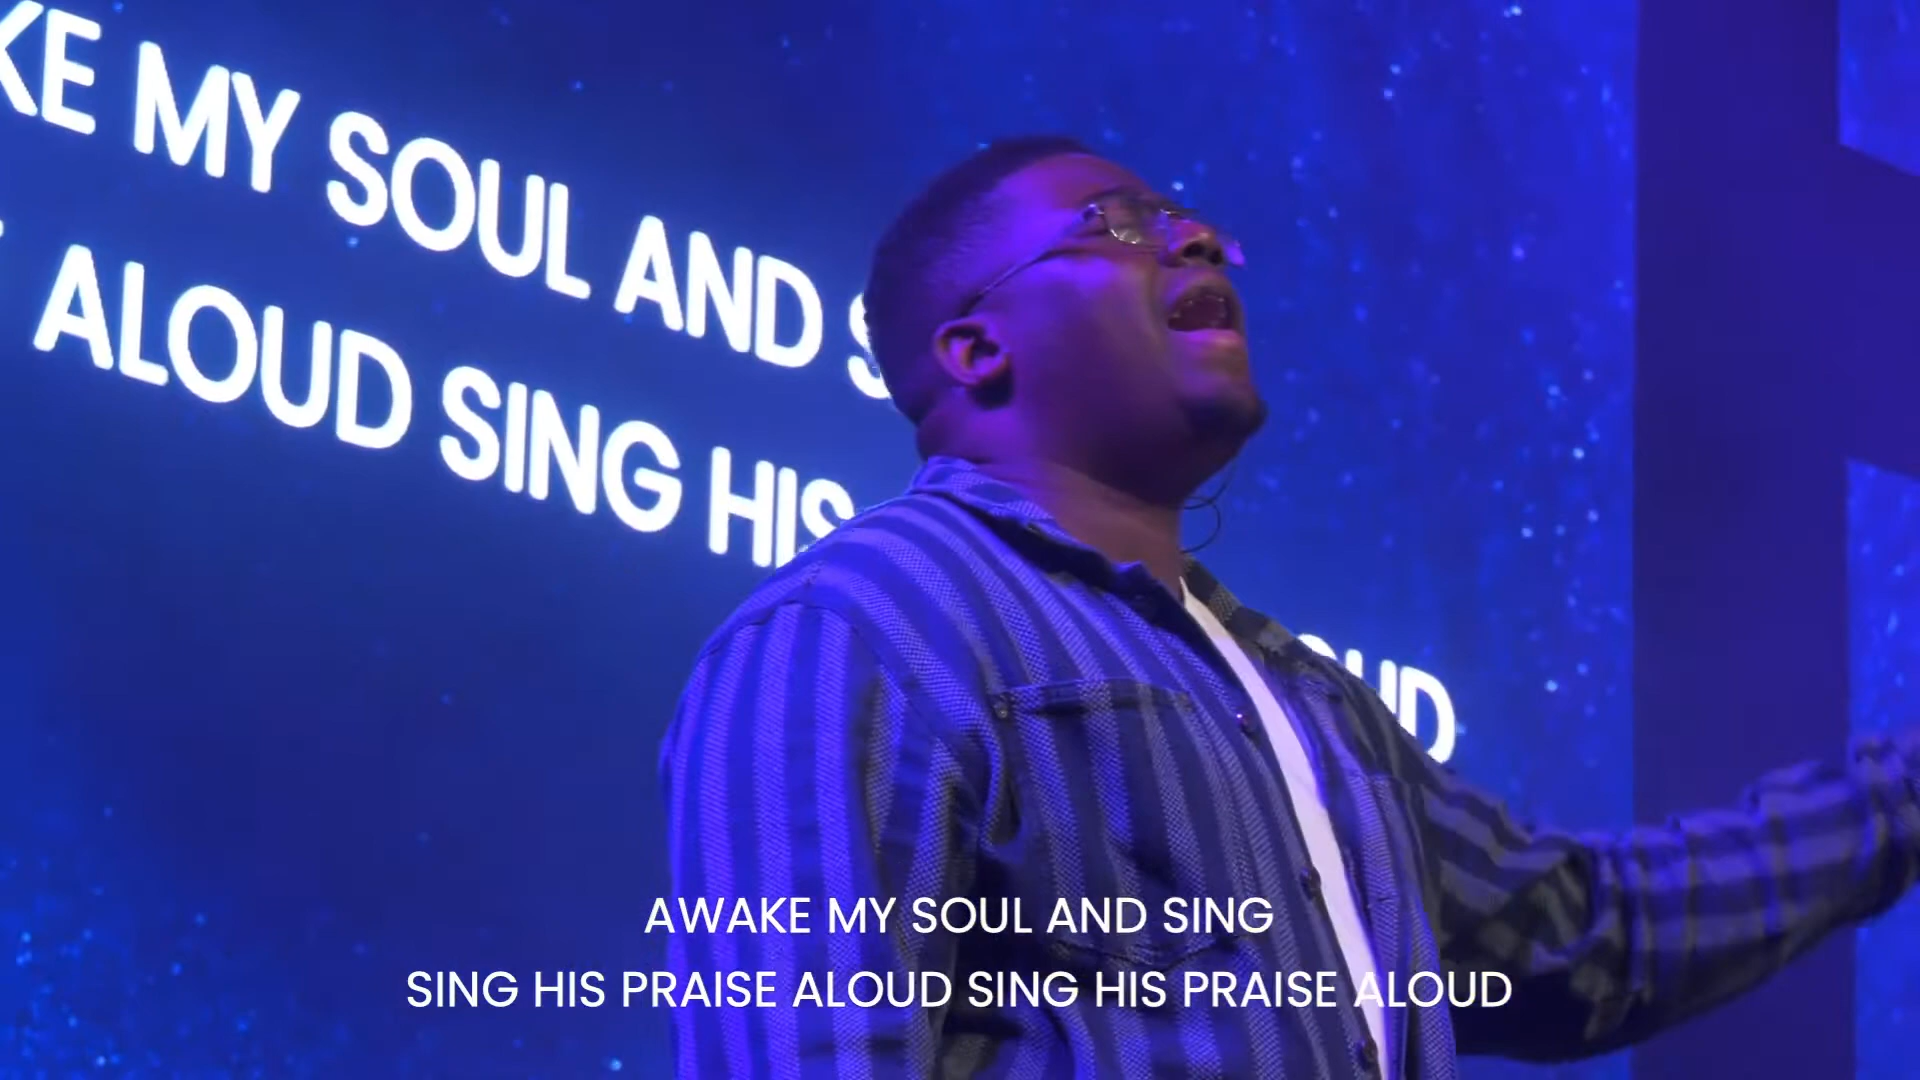 KE MY SOUL AND S
ALOUD SING HIS
OUD
AWAKE MY SOUL AND SING
SING HIS PRAISE ALOUD SING HIS PRAISE ALOUD